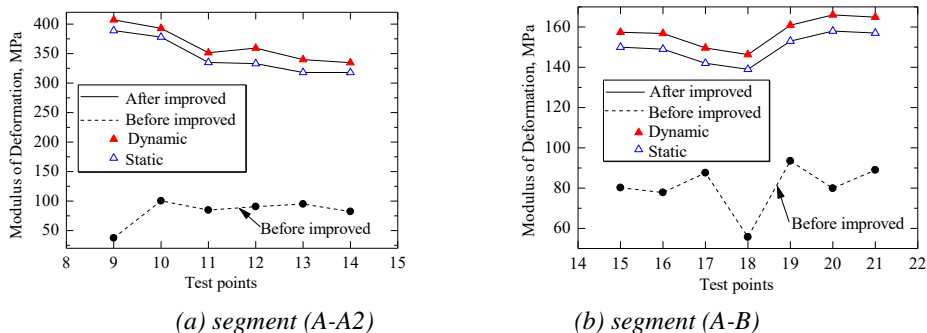 400
350
300
250
200
150
100
50
Modulus of Deformation, MPa
After improved
Before improved
Dynamic
Static
Before improved
8 9 10 11 12 13 14 15
Test points
(a) segment (A-A2)
160
140
120
100
80
60
Modulus of Deformation, MPa
After improved
Before improved
Dynamic
Static
Before improved
14 15 16 17 18 19 20 21 22
Test points
(b) segment (A-B)